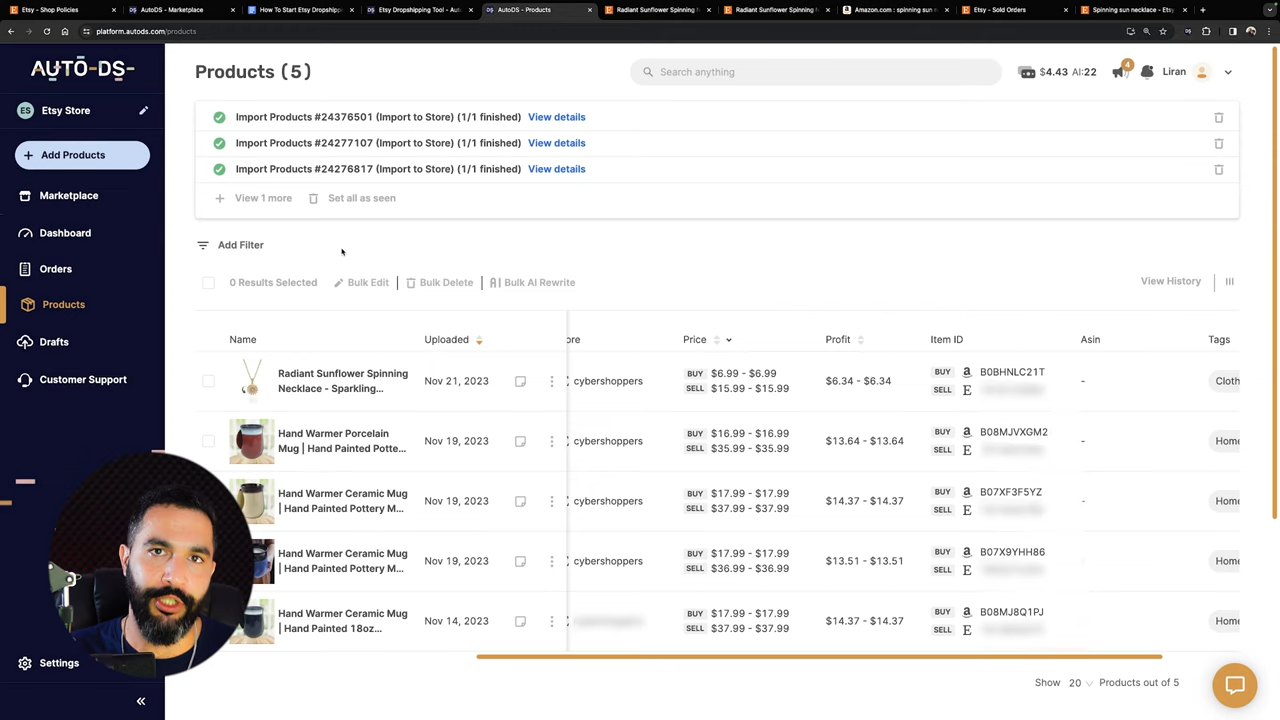 Etsy - Shop Policies
AutoDS - Marketplace
How To Start Etsy Dropshipp
Etsy Dropshipping Tool - Auto
AutoDS - Products
Radiant Sunflower Spinning N
Radiant Sunflower Spinning N
Amazon.com : spinning sun n
Etsy - Sold Orders
Spinning sun necklace - Etsy
platform.autods.com/products
AUTO-DS-
Products (5)
Search anything
4
$4.43 AI:22
Liran
ES Etsy Store
Add Products
Marketplace
Dashboard
Orders
Products
Drafts
Customer Support
Settings
Import Products #24376501 (Import to Store) (1/1 finished) View details
Import Products #24277107 (Import to Store) (1/1 finished) View details
Import Products #24276817 (Import to Store) (1/1 finished) View details
View 1 more Set all as seen
Add Filter
0 Results Selected Bulk Edit Bulk Delete Bulk AI Rewrite View History
Name Uploaded ore Price Profit Item ID Asin Tags
Radiant Sunflower Spinning
Necklace - Sparkling...
Nov 21, 2023
cybershoppers
BUY $6.99 - $6.99
SELL $15.99 - $15.99
$6.34 - $6.34
BUY a B0BHNLC21T
SELL E
-
Cloth
Hand Warmer Porcelain
Mug | Hand Painted Potte...
Nov 19, 2023
cybershoppers
BUY $16.99 - $16.99
SELL $35.99 - $35.99
$13.64 - $13.64
BUY a B08MJVXGM2
SELL E
-
Home
Hand Warmer Ceramic Mug
| Hand Painted Pottery M...
Nov 19, 2023
cybershoppers
BUY $17.99 - $17.99
SELL $37.99 - $37.99
$14.37 - $14.37
BUY a B07XF3F5YZ
SELL E
-
Home
Hand Warmer Ceramic Mug
| Hand Painted Pottery M...
Nov 19, 2023
cybershoppers
BUY $17.99 - $17.99
SELL $36.99 - $36.99
$13.51 - $13.51
BUY a B07X9YHH86
SELL E
Home
Hand Warmer Ceramic Mug
| Hand Painted 18oz...
Nov 14, 2023
BUY $17.99 - $17.99
SELL $37.99 - $37.99
$14.37 - $14.37
BUY a B08MJ8Q1PJ
SELL E
Home
Show 20 Products out of 5